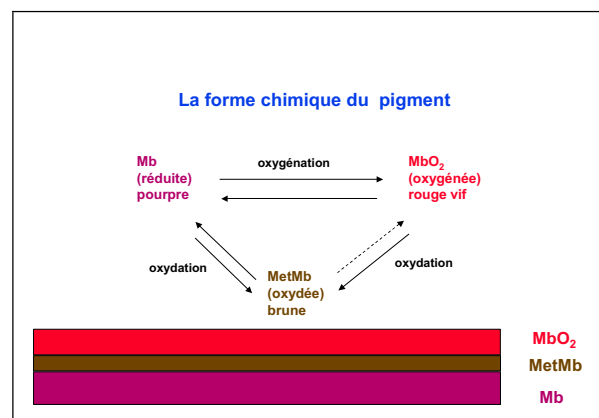 La forme chimique du pigment
Mb
(réduite)
pourpre
oxygénation
MbO₂
(oxygénée)
rouge vif
oxydation
MetMb
(oxydée)
brune
oxydation
MbO₂
MetMb
Mb